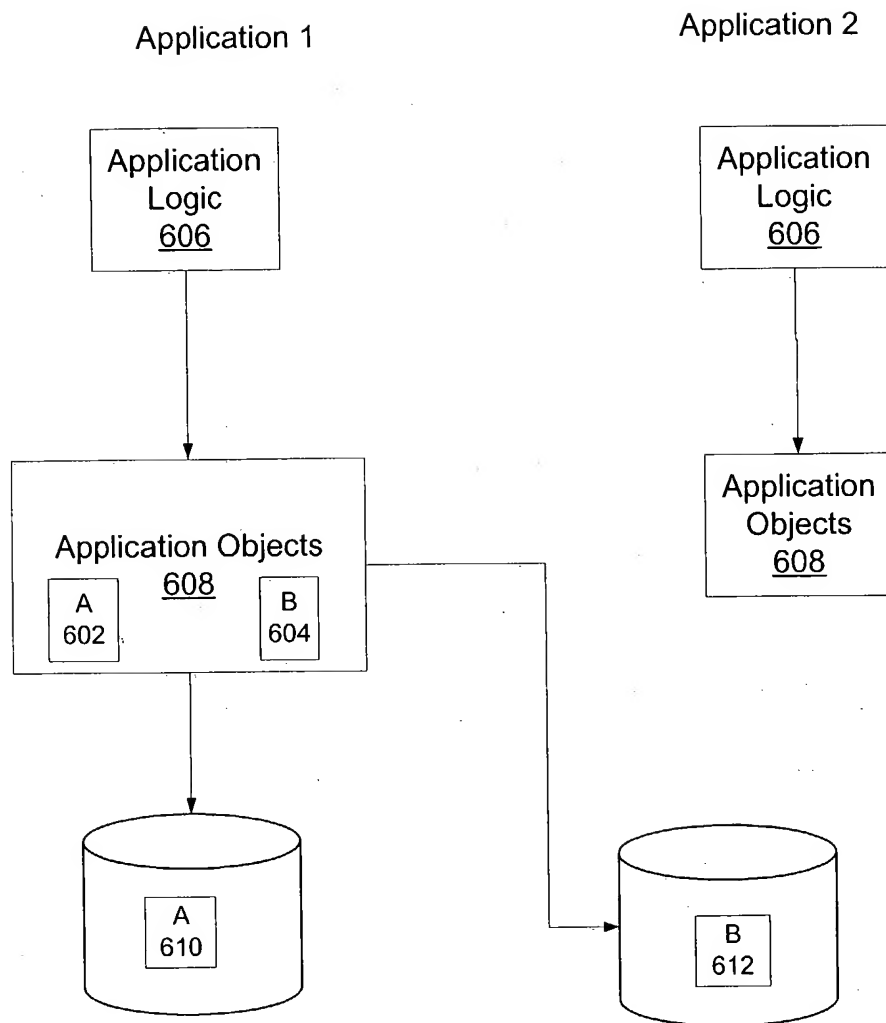 Application 1
Application 2
Application
Logic
606
Application
Logic
606
Application Objects
608
A
602
B
604
Application
Objects
608
A
610
B
612